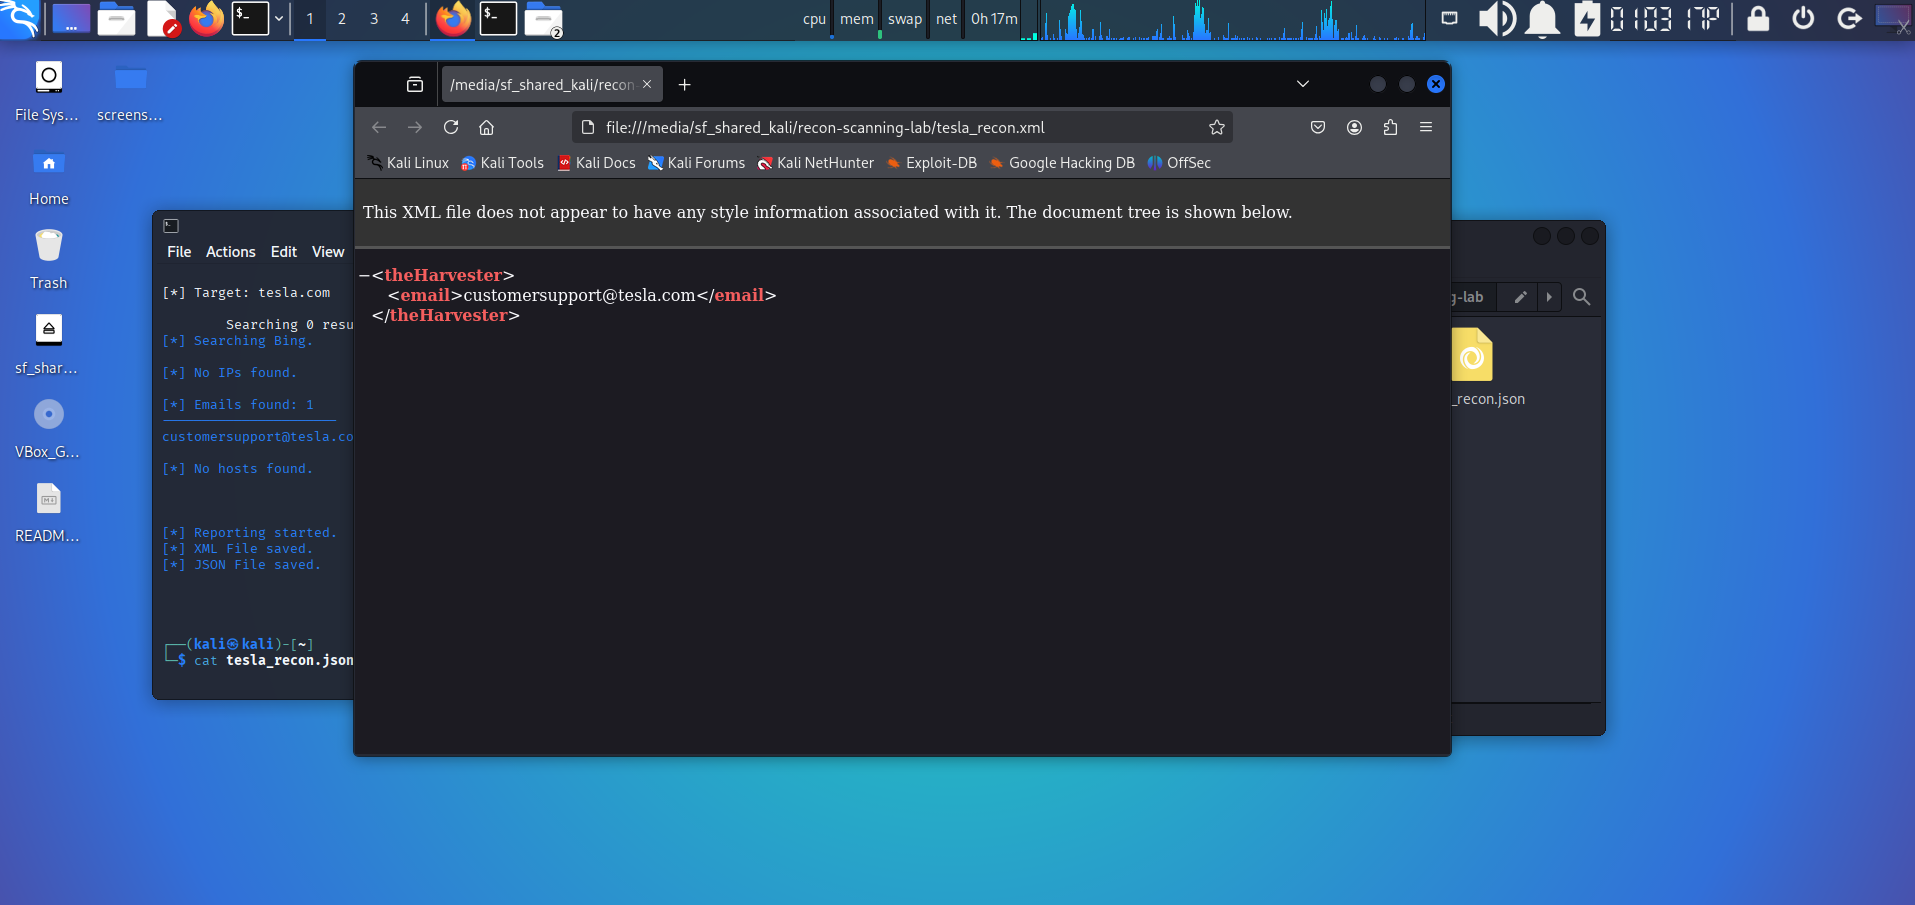 1 2 3 4 cpu mem swap net 0h 17m 01:03 17P
2
File Sys...
screens...
Home
Trash
sf_shar...
VBox_G...
READM...
/media/sf_shared_kali/recon
file:///media/sf_shared_kali/recon-scanning-lab/tesla_recon.xml
Kali Linux Kali Tools Kali Docs Kali Forums Kali NetHunter Exploit-DB Google Hacking DB OffSec
This XML file does not appear to have any style information associated with it. The document tree is shown below.
−<theHarvester>
<email>customersupport@tesla.com</email>
</theHarvester>
File Actions Edit View
[*] Target: tesla.com
Searching 0 resu
[*] Searching Bing.
[*] No IPs found.
[*] Emails found: 1
customersupport@tesla.co
[*] No hosts found.
[*] Reporting started.
[*] XML File saved.
[*] JSON File saved.
(kali㉿kali)-[~]
$ cat tesla_recon.json
g-lab
_recon.json